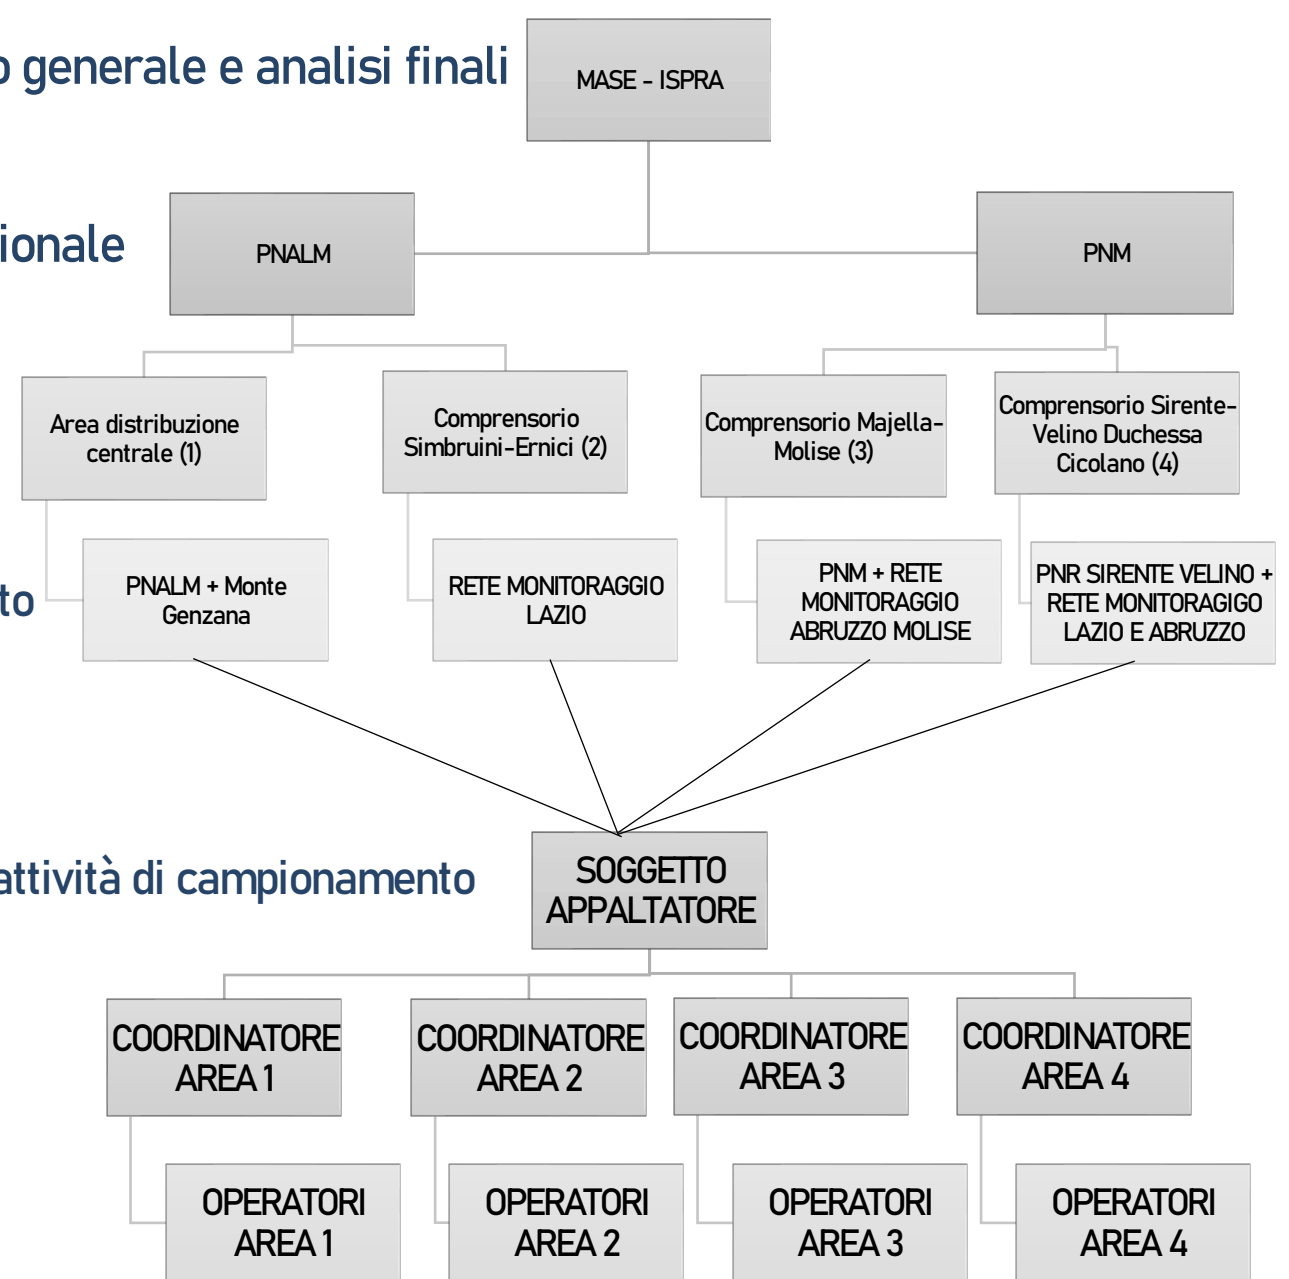 o generale e analisi finali
MASE - ISPRA
ionale
PNALM
PNM
Area distribuzione
centrale (1)
Comprensorio
Simbruini-Ernici (2)
Comprensorio Majella-
Molise (3)
Comprensorio Sirente-
Velino Duchessa
Cicolano (4)
to
PNALM + Monte
Genzana
RETE MONITORAGGIO
LAZIO
PNM + RETE
MONITORAGGIO
ABRUZZO MOLISE
PNR SIRENTE VELINO +
RETE MONITORAGIGO
LAZIO E ABRUZZO
attività di campionamento
SOGGETTO
APPALTATORE
COORDINATORE
AREA 1
COORDINATORE
AREA 2
COORDINATORE
AREA 3
COORDINATORE
AREA 4
OPERATORI
AREA 1
OPERATORI
AREA 2
OPERATORI
AREA 3
OPERATORI
AREA 4